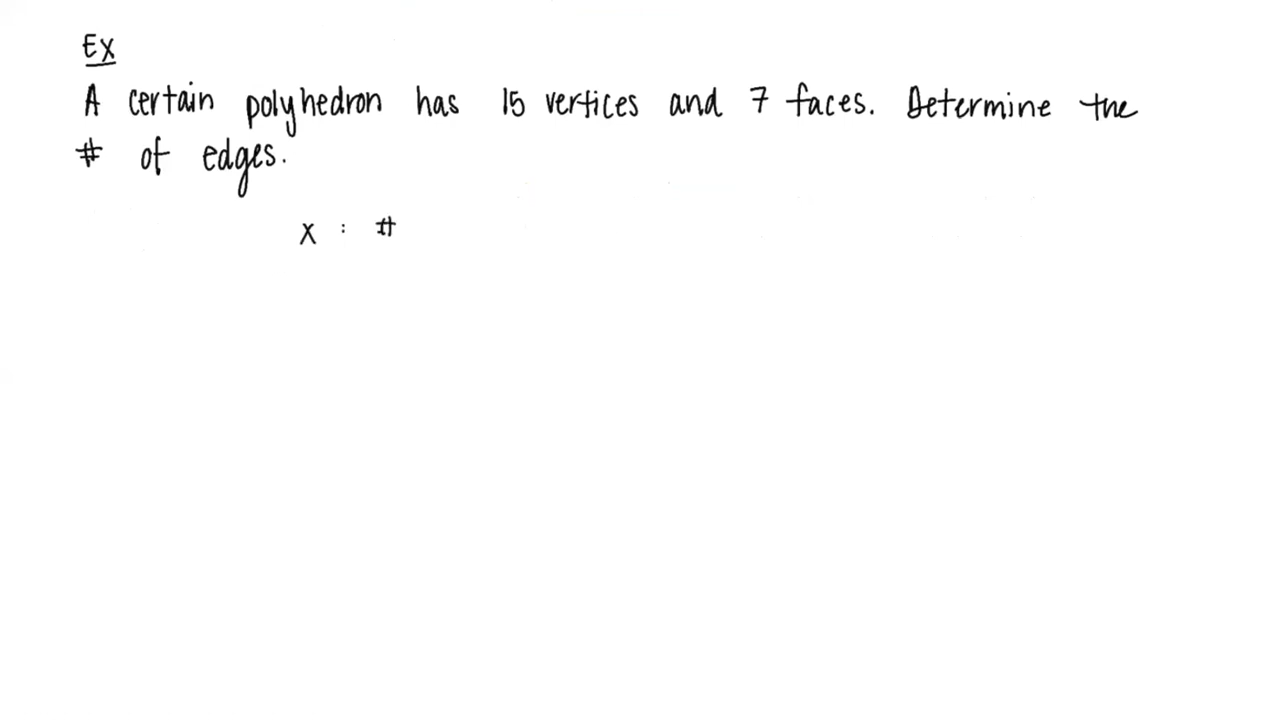 Ex
A certain polyhedron has 15 vertices and 7 faces. Determine the
# of edges.
x : #